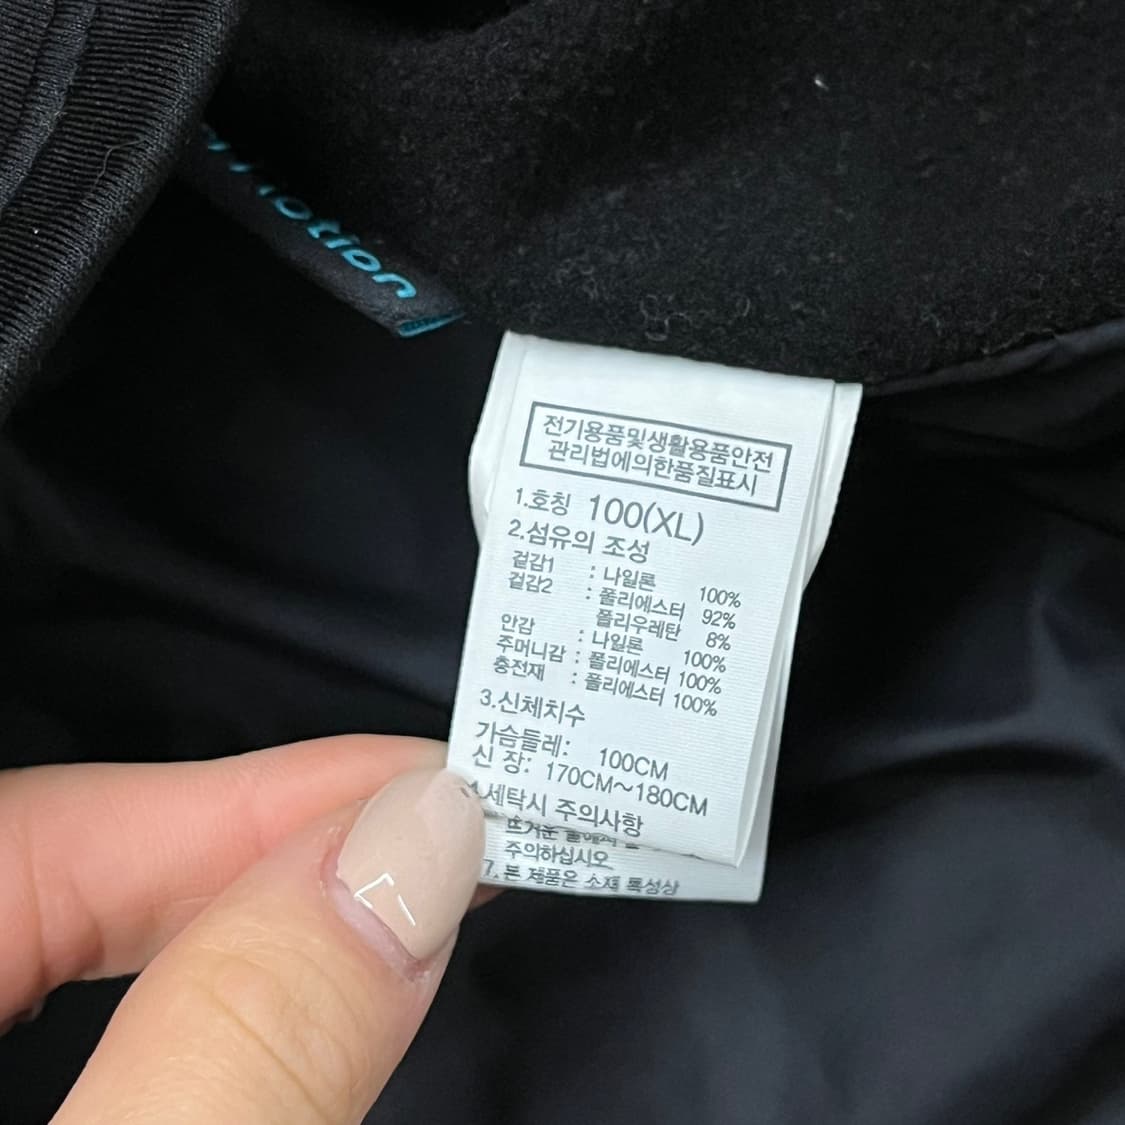 motion
전기용품및생활용품안전
관리법에의한품질표시
1.호칭 100(XL)
2.섬유의 조성
겉감1 : 나일론 100%
겉감2 : 폴리에스터 92%
폴리우레탄 8%
안감 : 나일론 100%
주머니감 : 폴리에스터 100%
충전재 : 폴리에스터 100%
3.신체치수
가슴둘레: 100CM
신 장: 170CM~180CM
4.세탁시 주의사항
뜨거운
주의하십시오
7. 본 제품은 소재 특성상